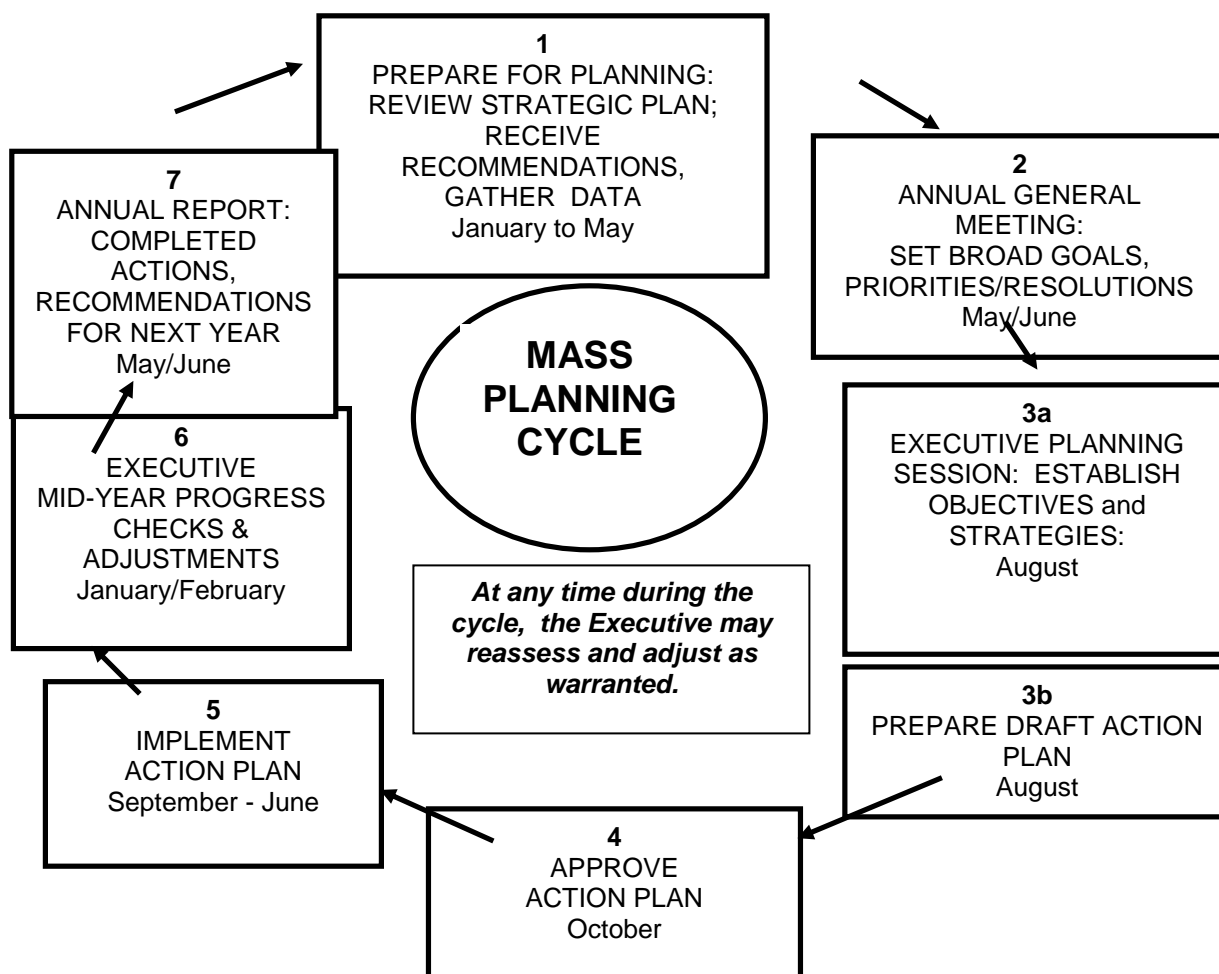 1
PREPARE FOR PLANNING:
REVIEW STRATEGIC PLAN;
RECEIVE
RECOMMENDATIONS,
GATHER DATA
January to May
2
ANNUAL GENERAL
MEETING:
SET BROAD GOALS,
PRIORITIES/RESOLUTIONS
May/June
3a
EXECUTIVE PLANNING
SESSION: ESTABLISH
OBJECTIVES and
STRATEGIES:
August
3b
PREPARE DRAFT ACTION
PLAN
August
4
APPROVE
ACTION PLAN
October
5
IMPLEMENT
ACTION PLAN
September - June
6
EXECUTIVE
MID-YEAR PROGRESS
CHECKS &
ADJUSTMENTS
January/February
7
ANNUAL REPORT:
COMPLETED
ACTIONS,
RECOMMENDATIONS
FOR NEXT YEAR
May/June
MASS
PLANNING
CYCLE
At any time during the
cycle, the Executive may
reassess and adjust as
warranted.